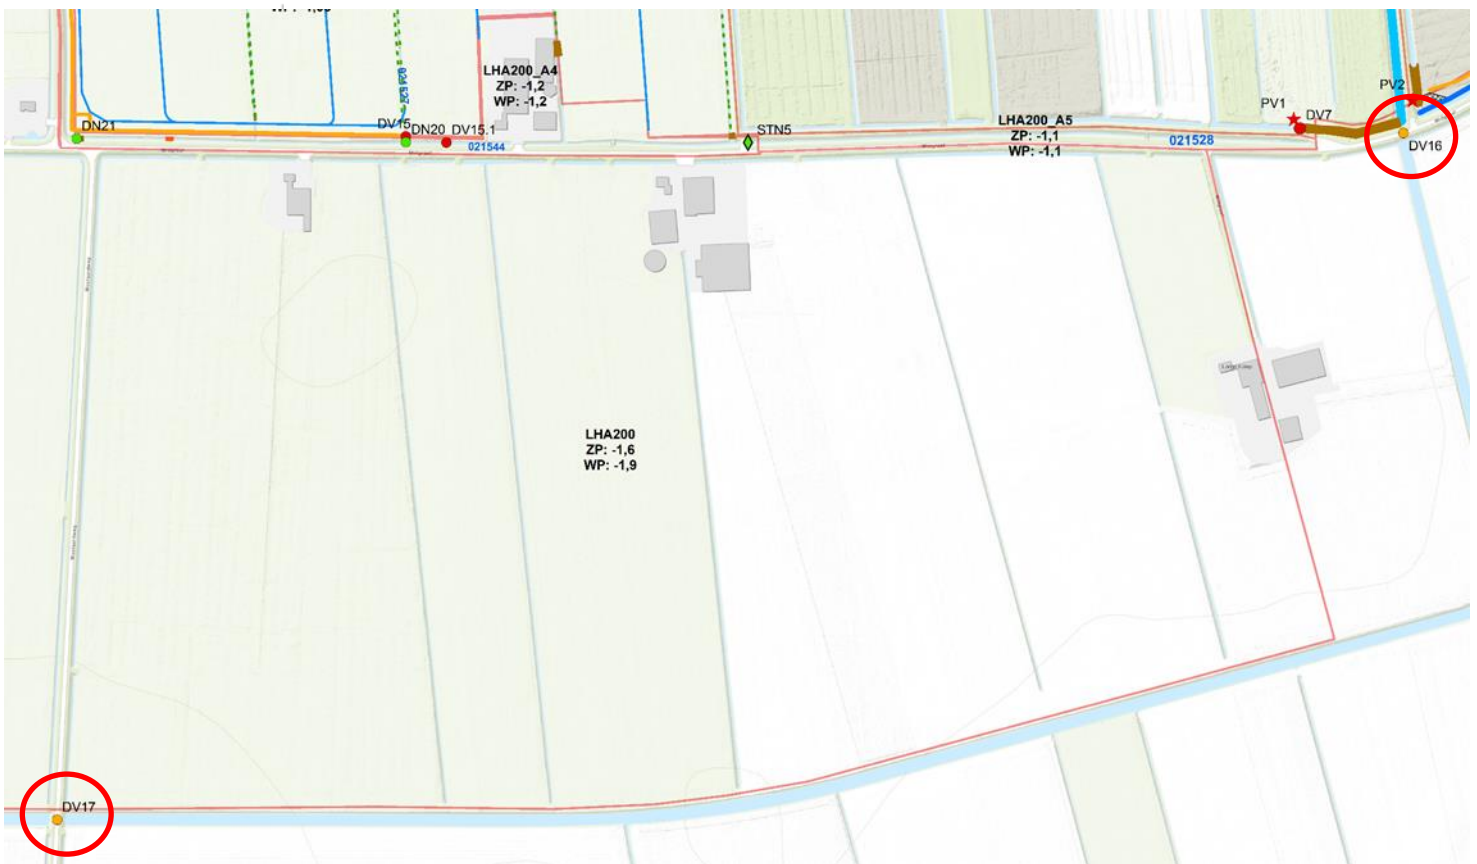 DN21
DV15
DN20
DV15.1
021544
LHA200_A4
ZP: -1,2
WP: -1,2
STN5
LHA200_A5
ZP: -1,1
WP: -1,1
021528
PV1
DV7
PV2
DV16
LHA200
ZP: -1,6
WP: -1,9
DV17